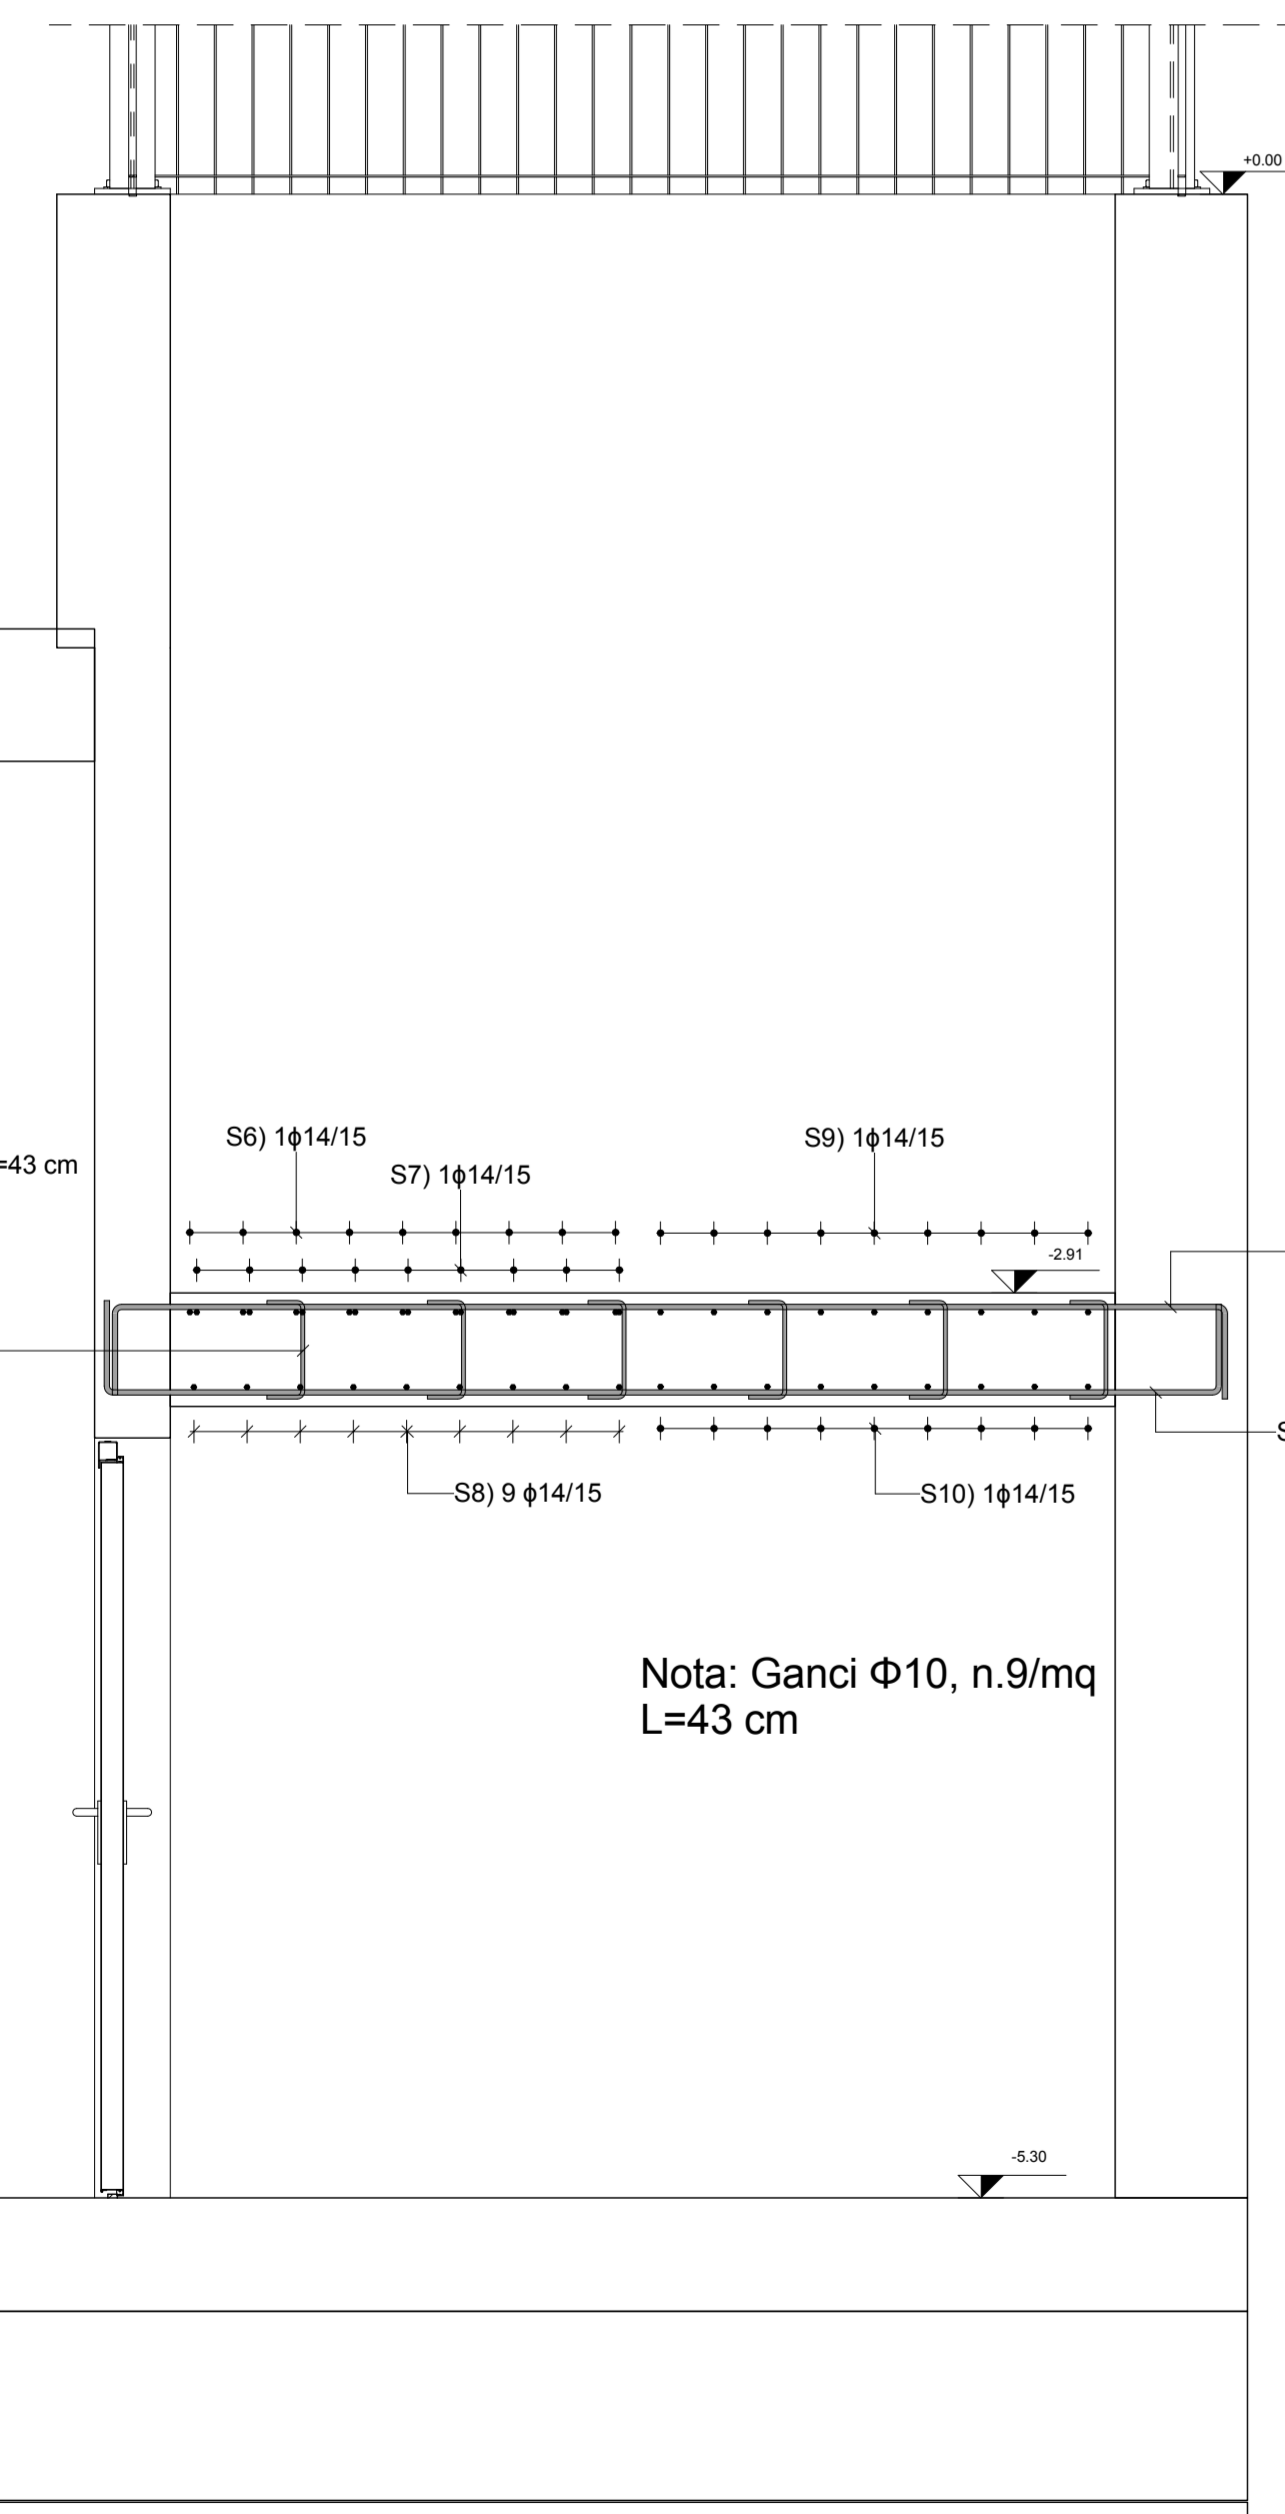 +0.00
S6) 1ϕ14/15
S9) 1ϕ14/15
=43 cm
S7) 1ϕ14/15
-2.91
S
S8) 9 ϕ14/15
S10) 1ϕ14/15
Nota: Ganci Φ10, n.9/mq
L=43 cm
-5.30